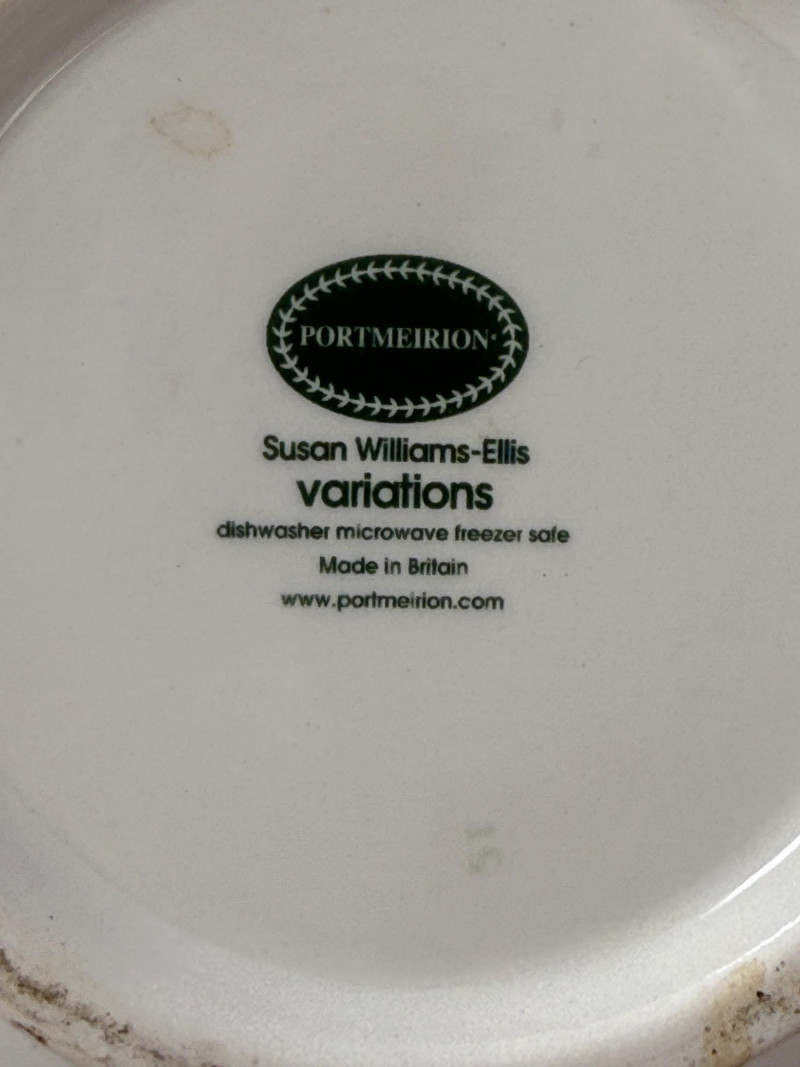 PORTMEIRION
Susan Williams-Ellis
variations
dishwasher microwave freezer safe
Made in Britain
www.portmeirion.com